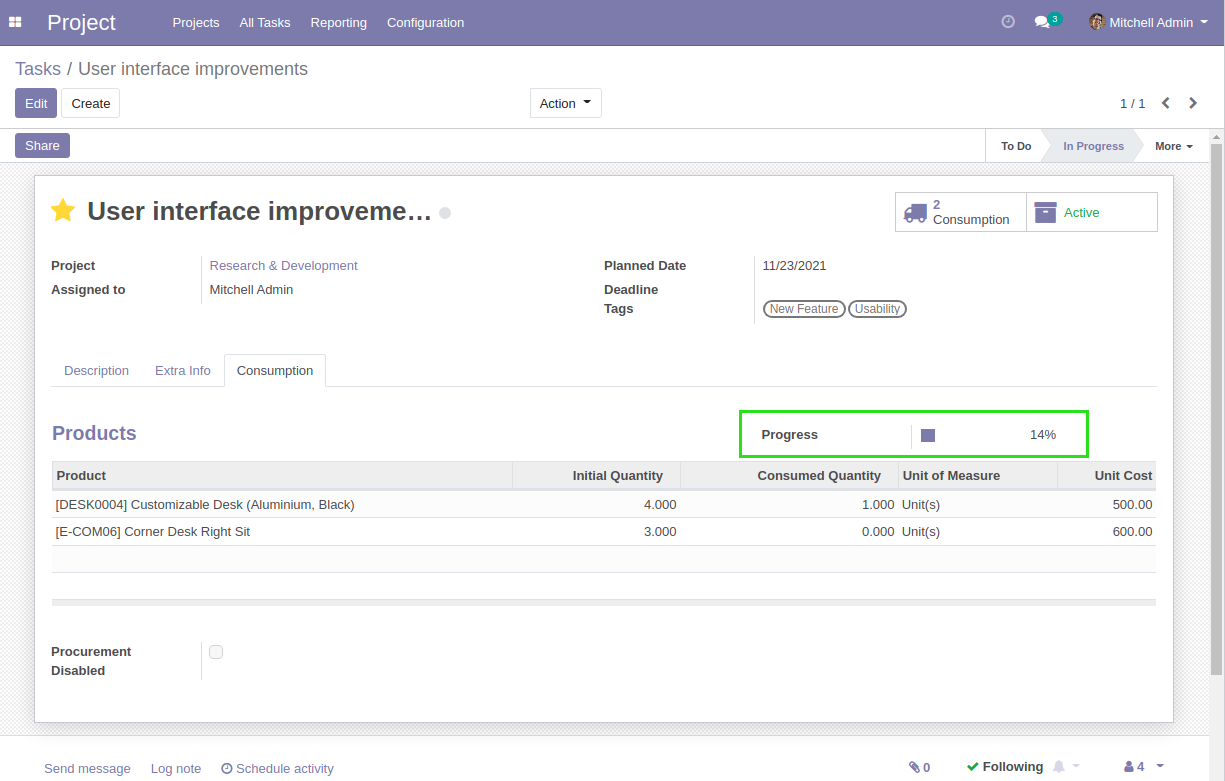 Project Projects All Tasks Reporting Configuration 3 Mitchell Admin
Tasks / User interface improvements
Edit Create Action 1 / 1
Share To Do In Progress More
User interface improveme… 2 Consumption Active
Project Research & Development Planned Date 11/23/2021
Assigned to Mitchell Admin Deadline
Tags New Feature Usability
Description Extra Info Consumption
Products Progress 14%
Product Initial Quantity Consumed Quantity Unit of Measure Unit Cost
[DESK0004] Customizable Desk (Aluminium, Black) 4.000 1.000 Unit(s) 500.00
[E-COM06] Corner Desk Right Sit 3.000 0.000 Unit(s) 600.00
Procurement
Disabled
Send message Log note Schedule activity 0 Following 4